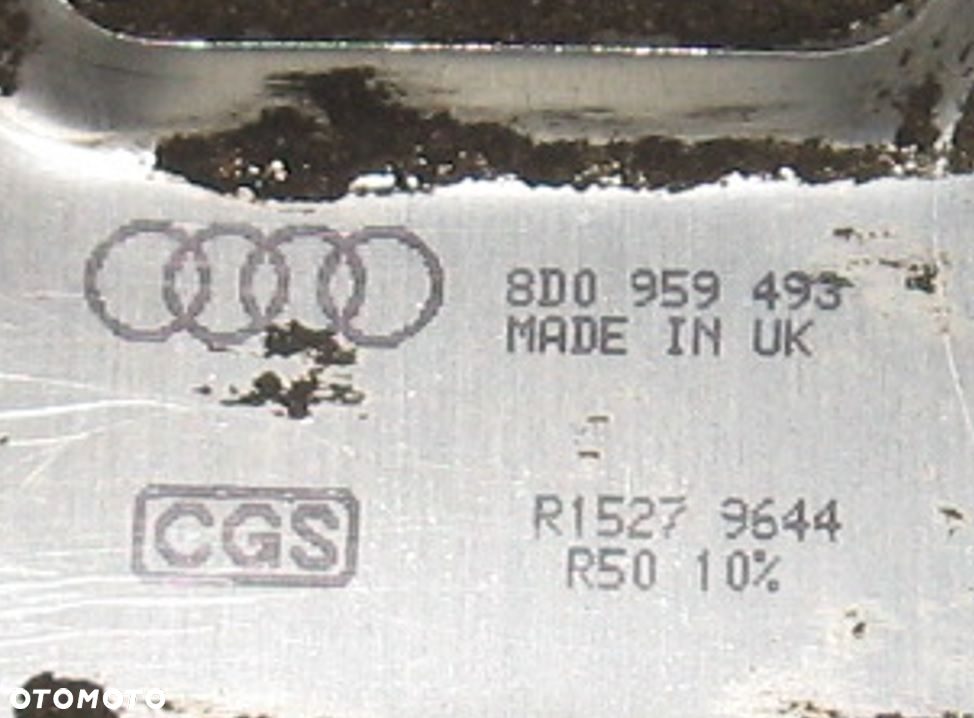 8D0 959 493
MADE IN UK
CGS
R1527 9644
R50 10%
OTOMOTO